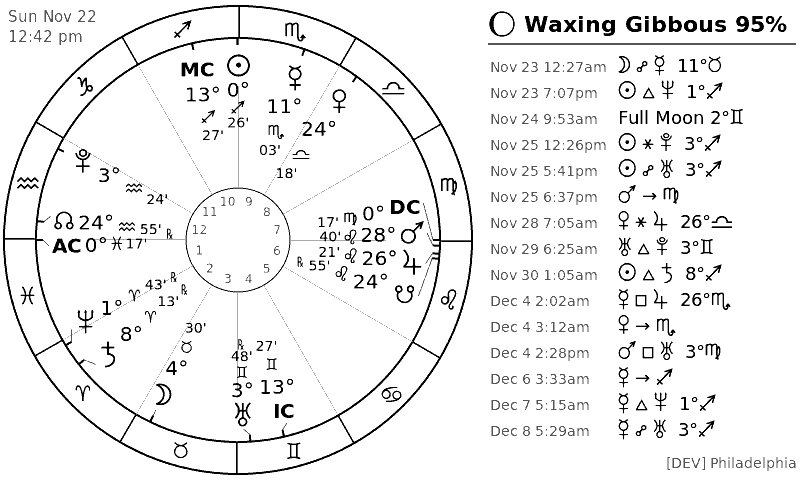 Sun Nov 22
12:42 pm
Waxing Gibbous 95%
Nov 23 12:27am ☽ ☍ ☿ 11°♉
Nov 23 7:07pm ☉ △ ♆ 1°♐
Nov 24 9:53am Full Moon 2°♊
Nov 25 12:26pm ☉ ⚹ ⚴ 3°♐
Nov 25 5:41pm ☉ ☍ ♅ 3°♐
Nov 25 6:37pm ♂ → ♍
Nov 28 7:05am ♀ ⚹ ♃ 26°♎
Nov 29 6:25am ♅ △ ⚴ 3°♊
Nov 30 1:05am ☉ △ ♄ 8°♐
Dec 4 2:02am ☿ □ ♃ 26°♏
Dec 4 3:12am ♀ → ♏
Dec 4 2:28pm ♂ □ ♅ 3°♍
Dec 6 3:33am ☿ → ♐
Dec 7 5:15am ☿ △ ♆ 1°♐
Dec 8 5:29am ☿ ☍ ♅ 3°♐
[DEV] Philadelphia
MC 13° ♐ 27'
☉ 0° ♐ 26'
☿ 11° ♏ 03'
♀ 24° ♎ 18'
DC 0° ♍ 17'
♂ 28° ♌ 40'
♃ 26° ♌ 21'
☋ 24° ♌ 55' ℞
IC 13° ♊ 27'
♅ 3° ♊ 48' ℞
☽ 4° ♉ 30'
♄ 8° ♈ 13' ℞
♆ 1° ♈ 43' ℞
AC 0° ♓ 17'
☊ 24° ♒ 55' ℞
⚴ 3° ♒ 24'
♐
♏
♎
♍
♌
♋
♊
♉
♈
♓
♒
♑
1
2
3
4
5
6
7
8
9
10
11
12